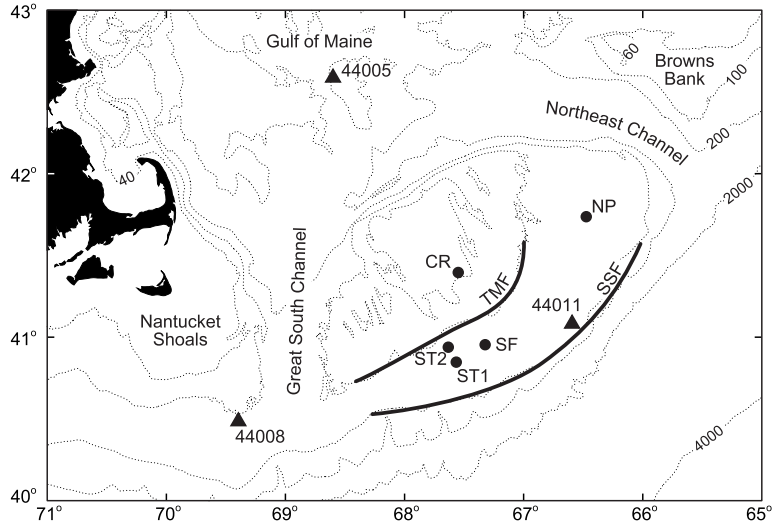 43°
Gulf of Maine
44005
60
Browns
Bank
100
Northeast Channel
200
42°
40
2000
NP
CR
TMF
SSF
Great South Channel
44011
Nantucket
Shoals
41°
SF
ST2
ST1
44008
4000
40°
71° 70° 69° 68° 67° 66° 65°